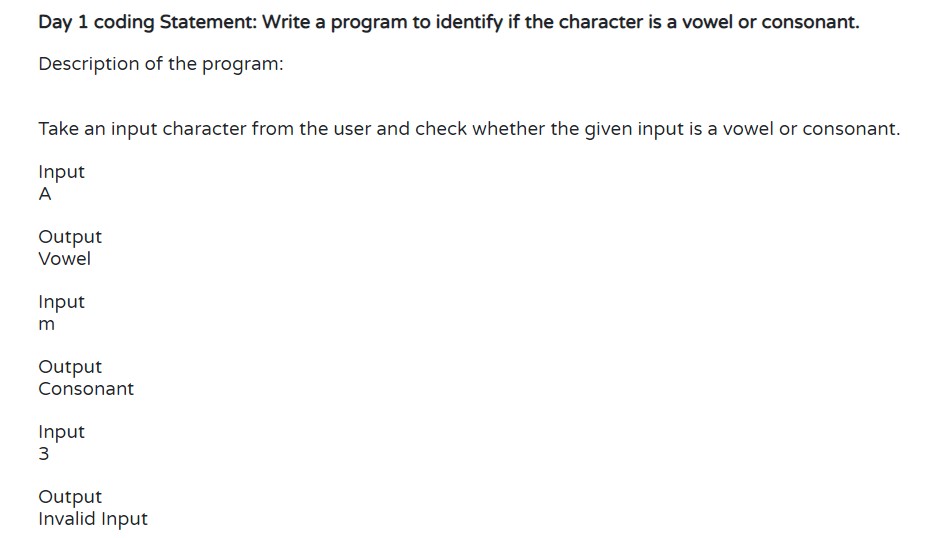 Day 1 coding Statement: Write a program to identify if the character is a vowel or consonant.
Description of the program:
Take an input character from the user and check whether the given input is a vowel or consonant.
Input
A
Output
Vowel
Input
m
Output
Consonant
Input
3
Output
Invalid Input